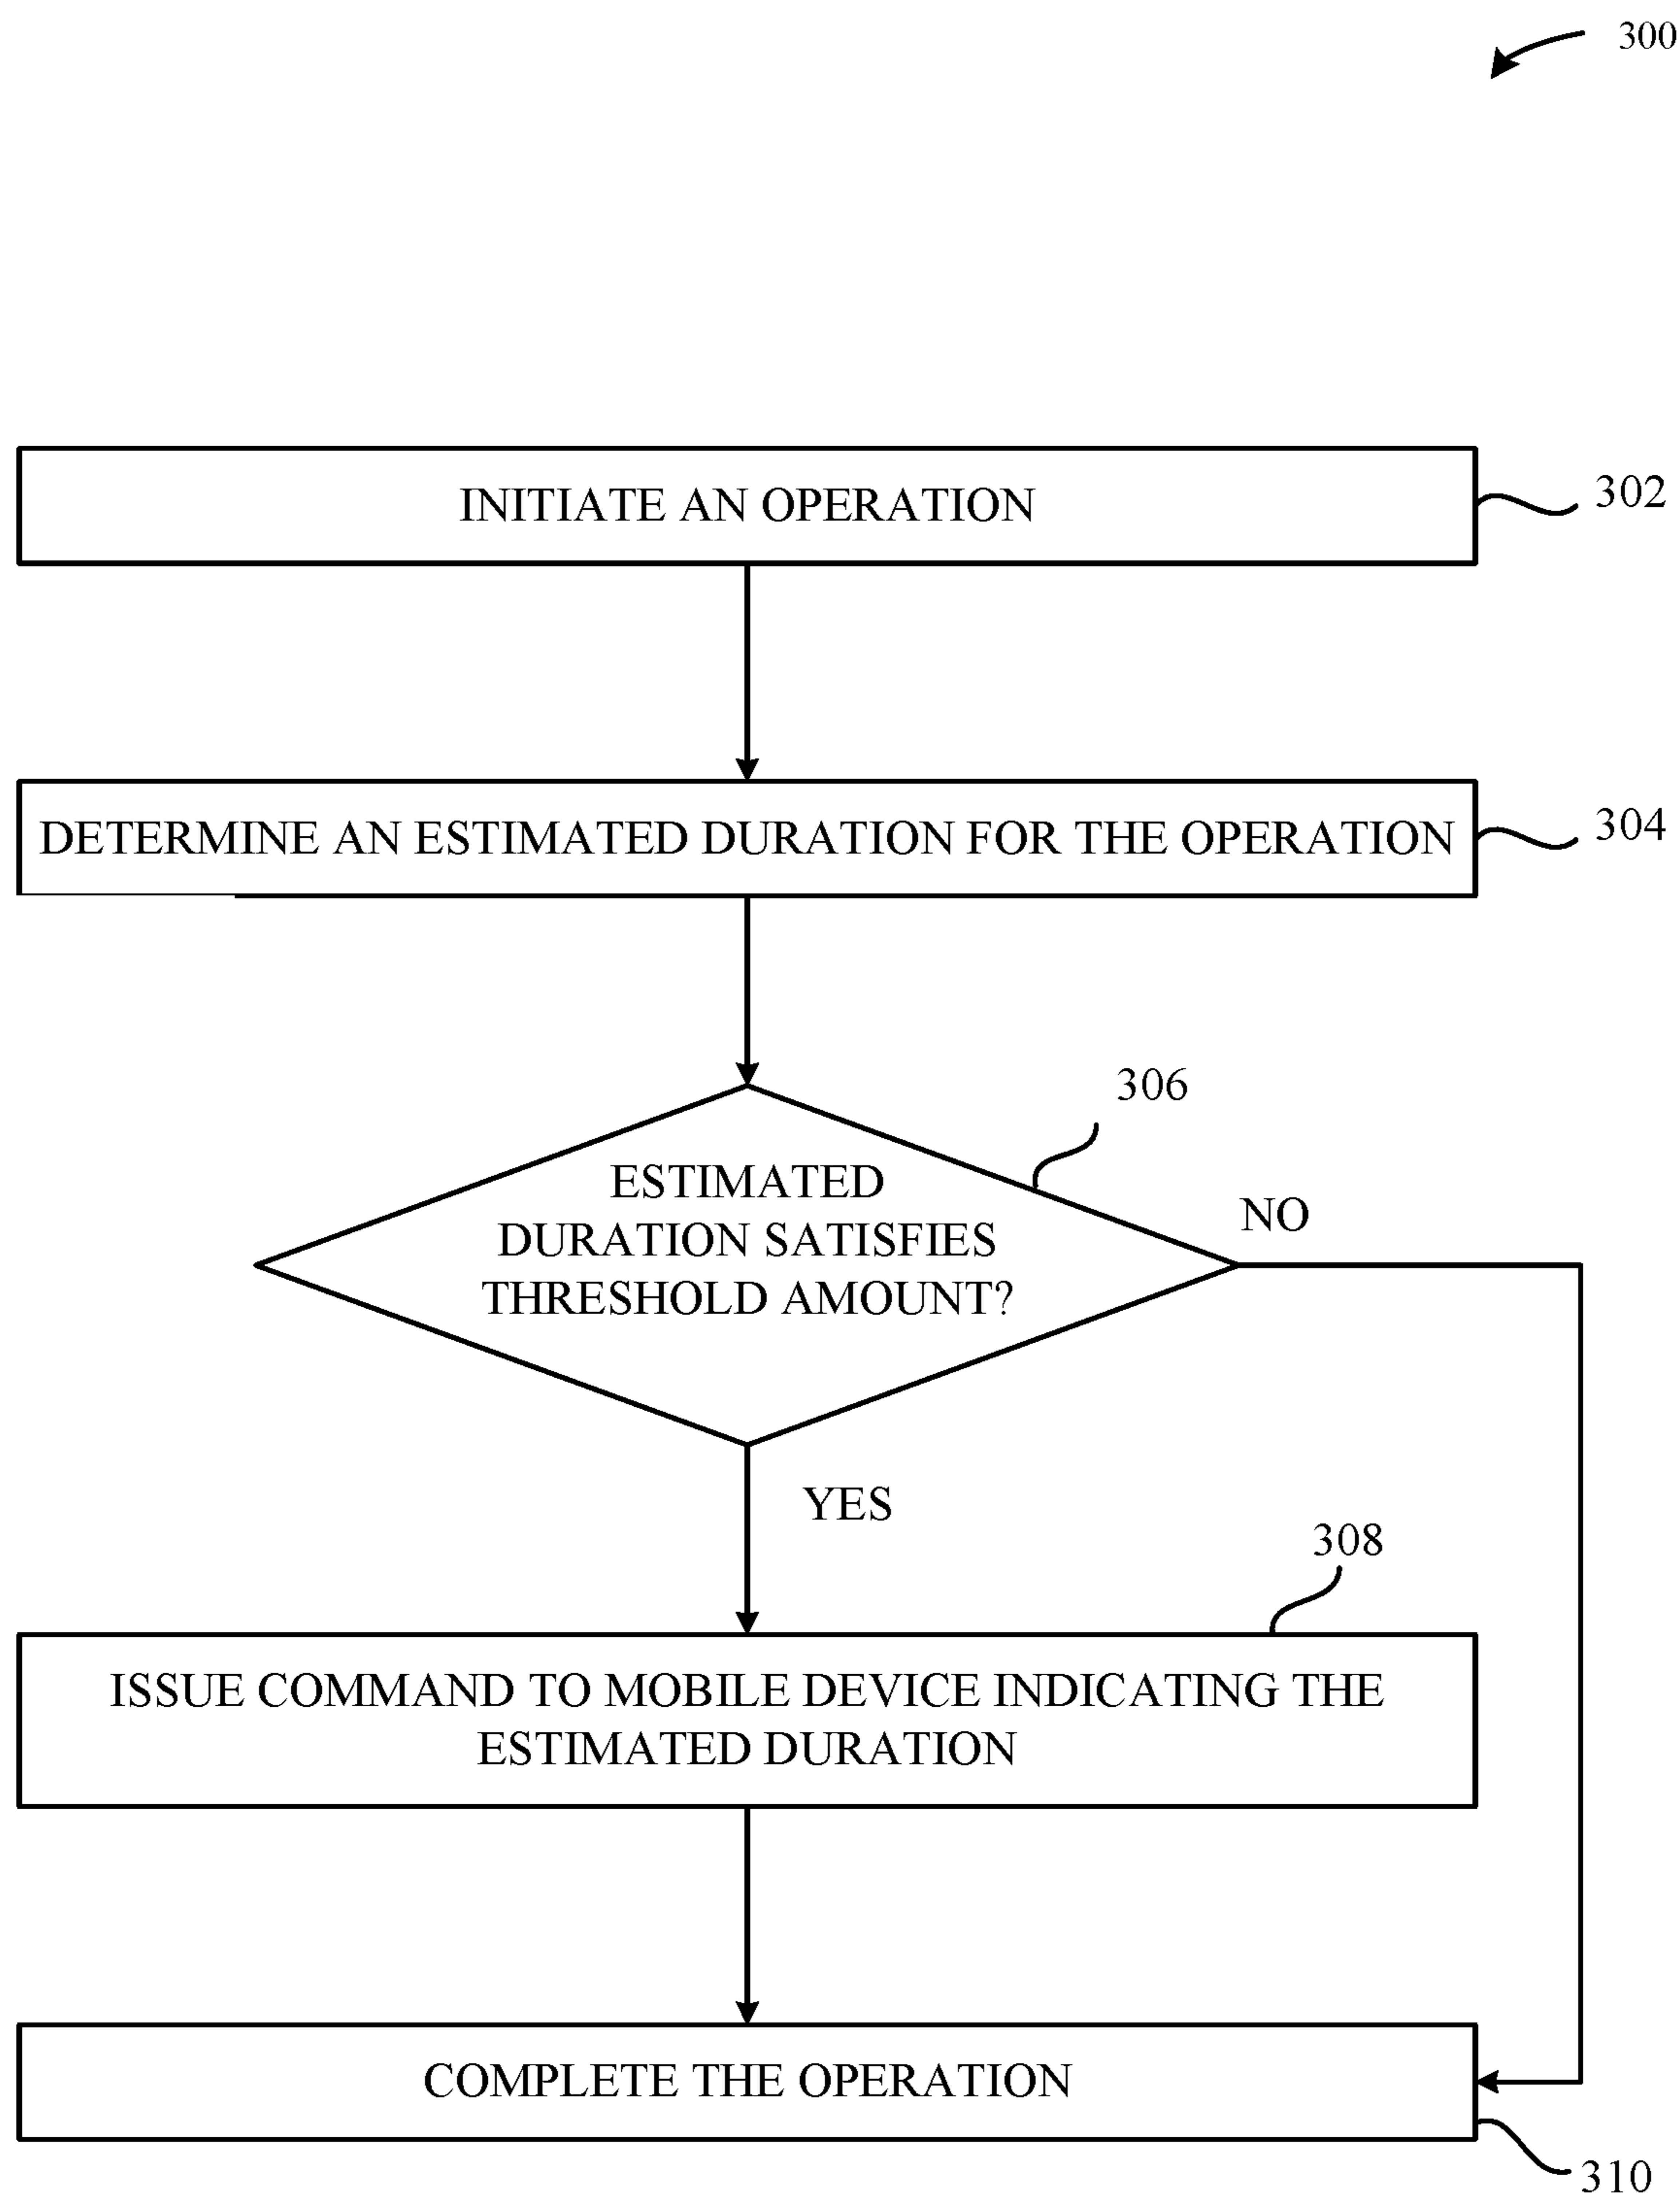 300
INITIATE AN OPERATION
302
DETERMINE AN ESTIMATED DURATION FOR THE OPERATION
304
306
ESTIMATED
DURATION SATISFIES
THRESHOLD AMOUNT?
NO
YES
308
ISSUE COMMAND TO MOBILE DEVICE INDICATING THE
ESTIMATED DURATION
COMPLETE THE OPERATION
310